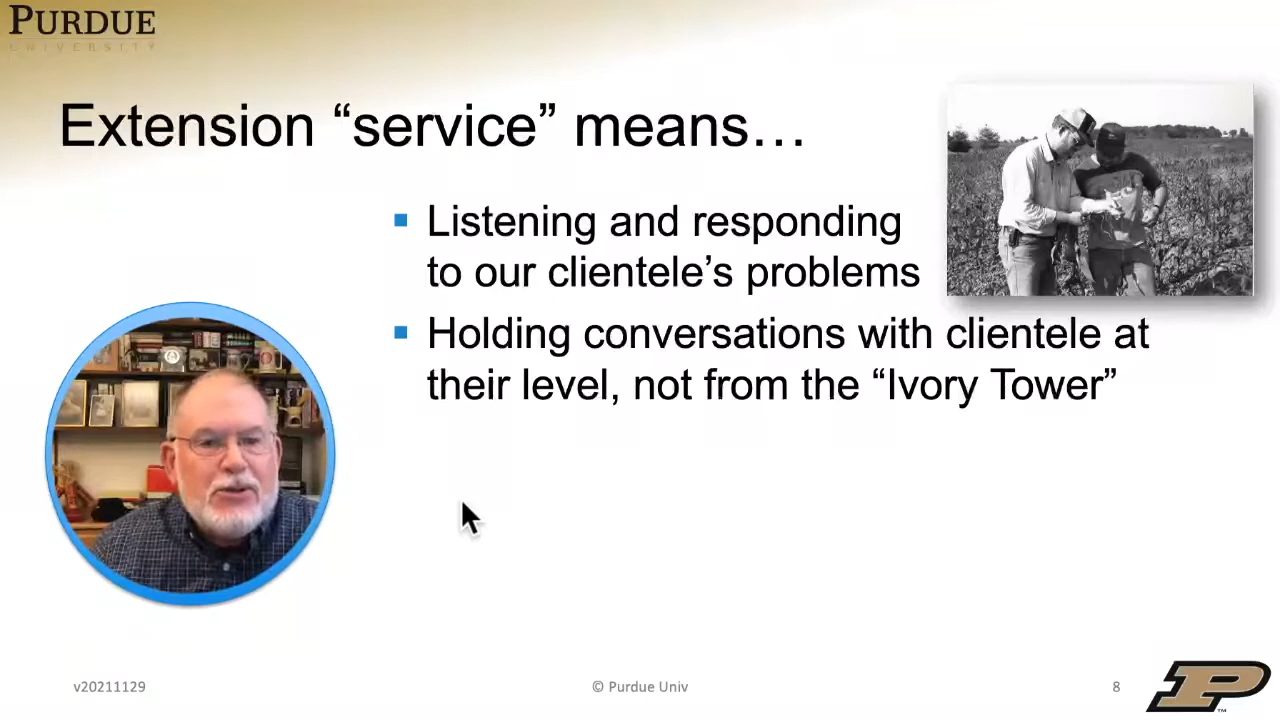 PURDUE
UNIVERSITY
Extension “service” means…
Listening and responding
to our clientele’s problems
Holding conversations with clientele at
their level, not from the “Ivory Tower”
v20211129
© Purdue Univ
8
P
TM